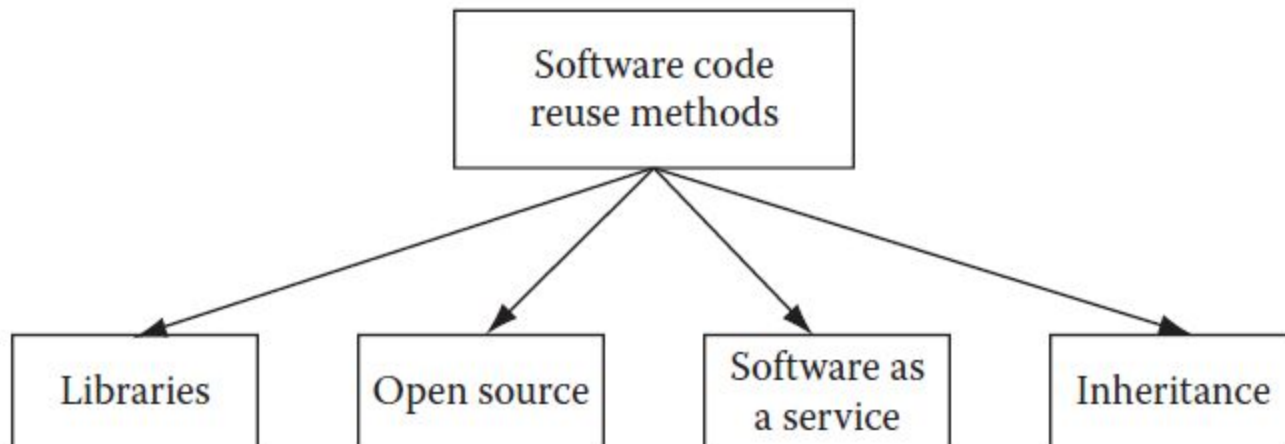 Software code
reuse methods
Libraries
Open source
Software as
a service
Inheritance